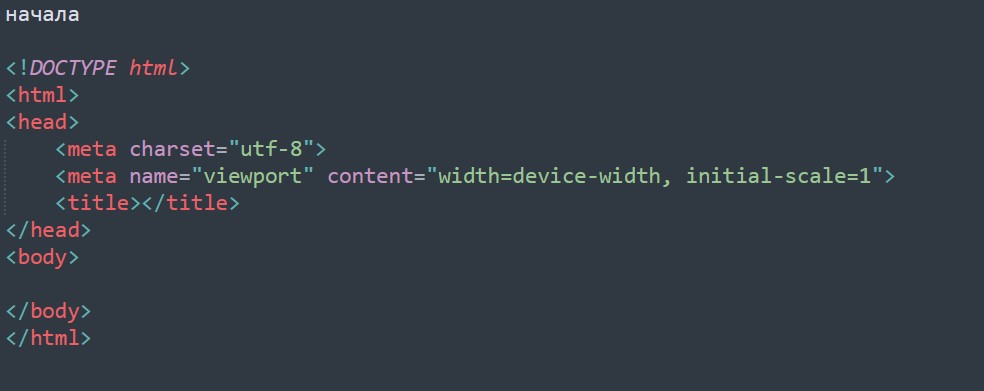 начала
<!DOCTYPE html>
<html>
<head>
<meta charset="utf-8">
<meta name="viewport" content="width=device-width, initial-scale=1">
<title></title>
</head>
<body>
</body>
</html>